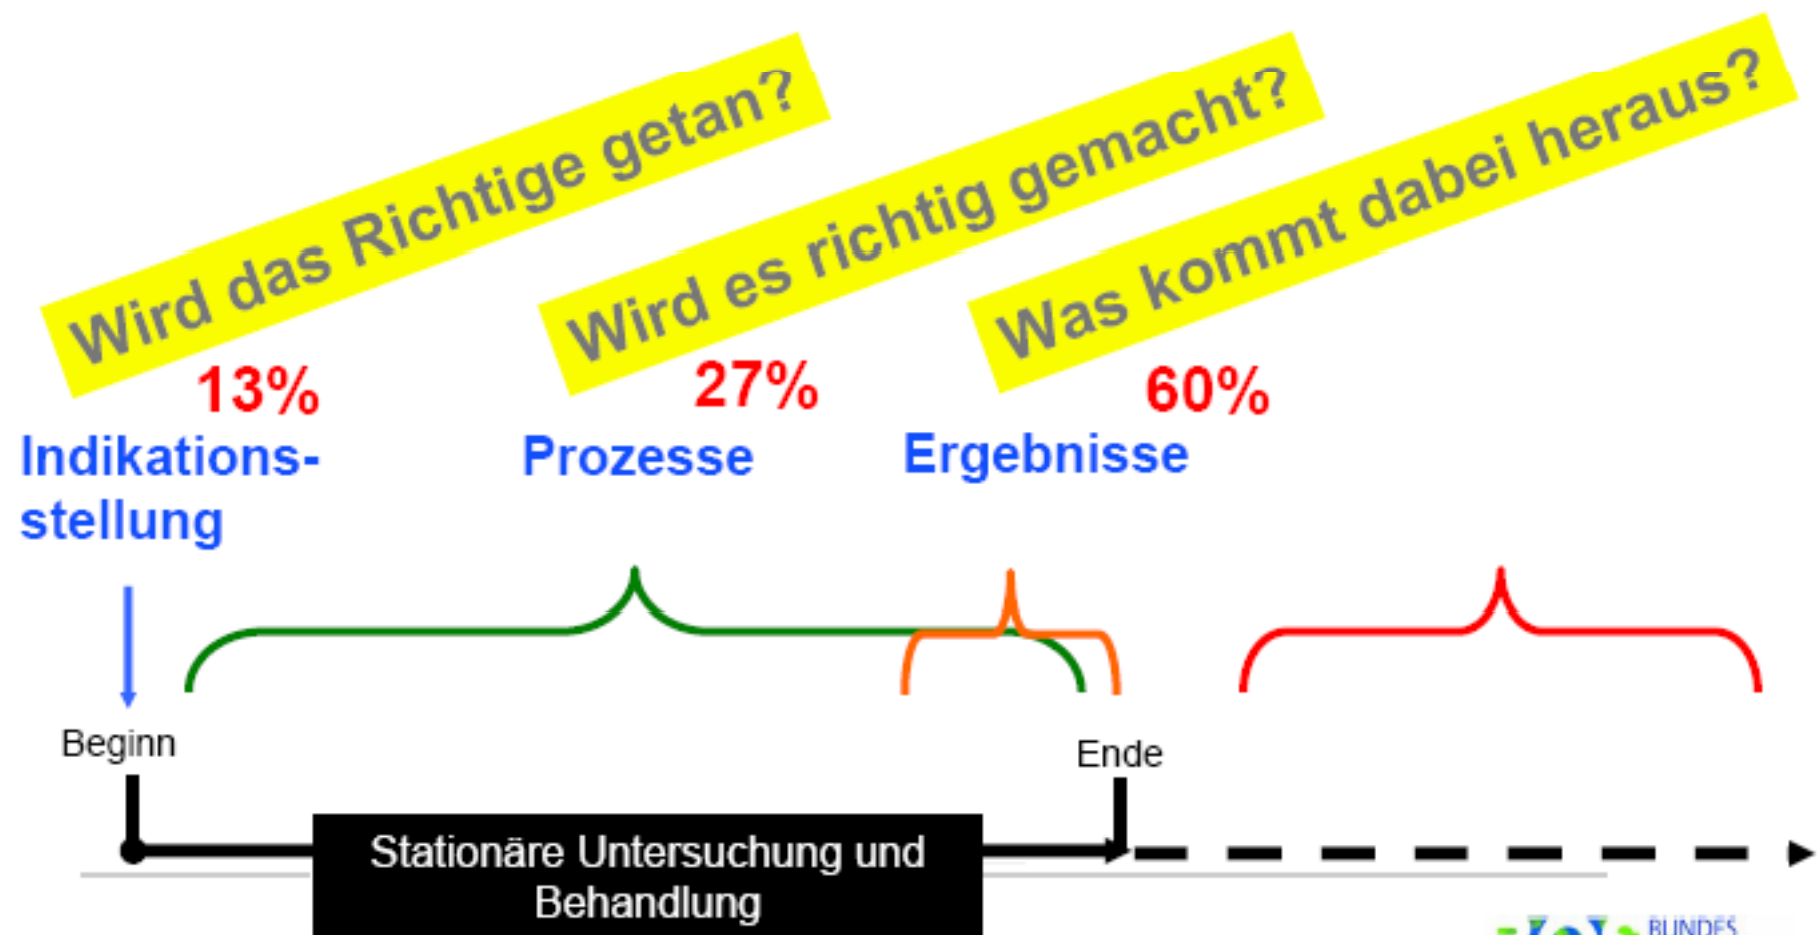 Wird das Richtige getan?
Wird es richtig gemacht?
Was kommt dabei heraus?
13%
27%
60%
Indikations-
stellung
Prozesse
Ergebnisse
Beginn
Ende
Stationäre Untersuchung und
Behandlung
BUNDES